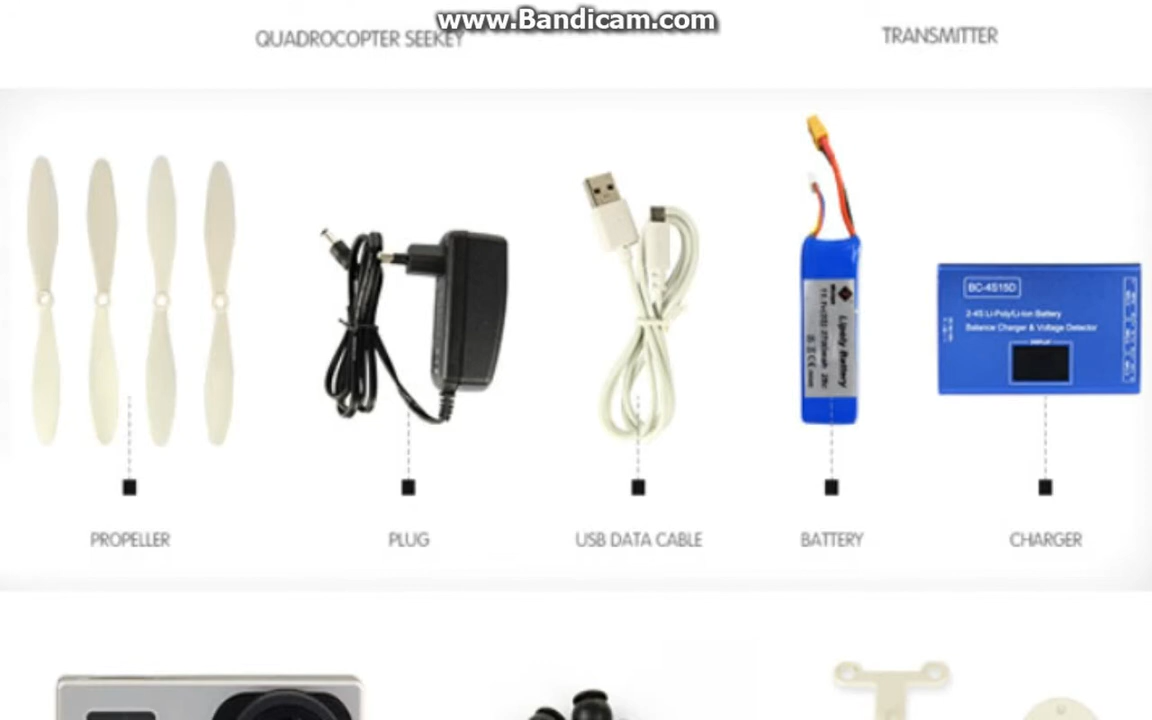 www.Bandicam.com
QUADROCOPTER SEEKEY
TRANSMITTER
Lipoly Battery
BC-4S15D
2-4S Li-Poly/Li-ion Battery
Balance Charger & Voltage Detector
DISPLAY
PROPELLER
PLUG
USB DATA CABLE
BATTERY
CHARGER